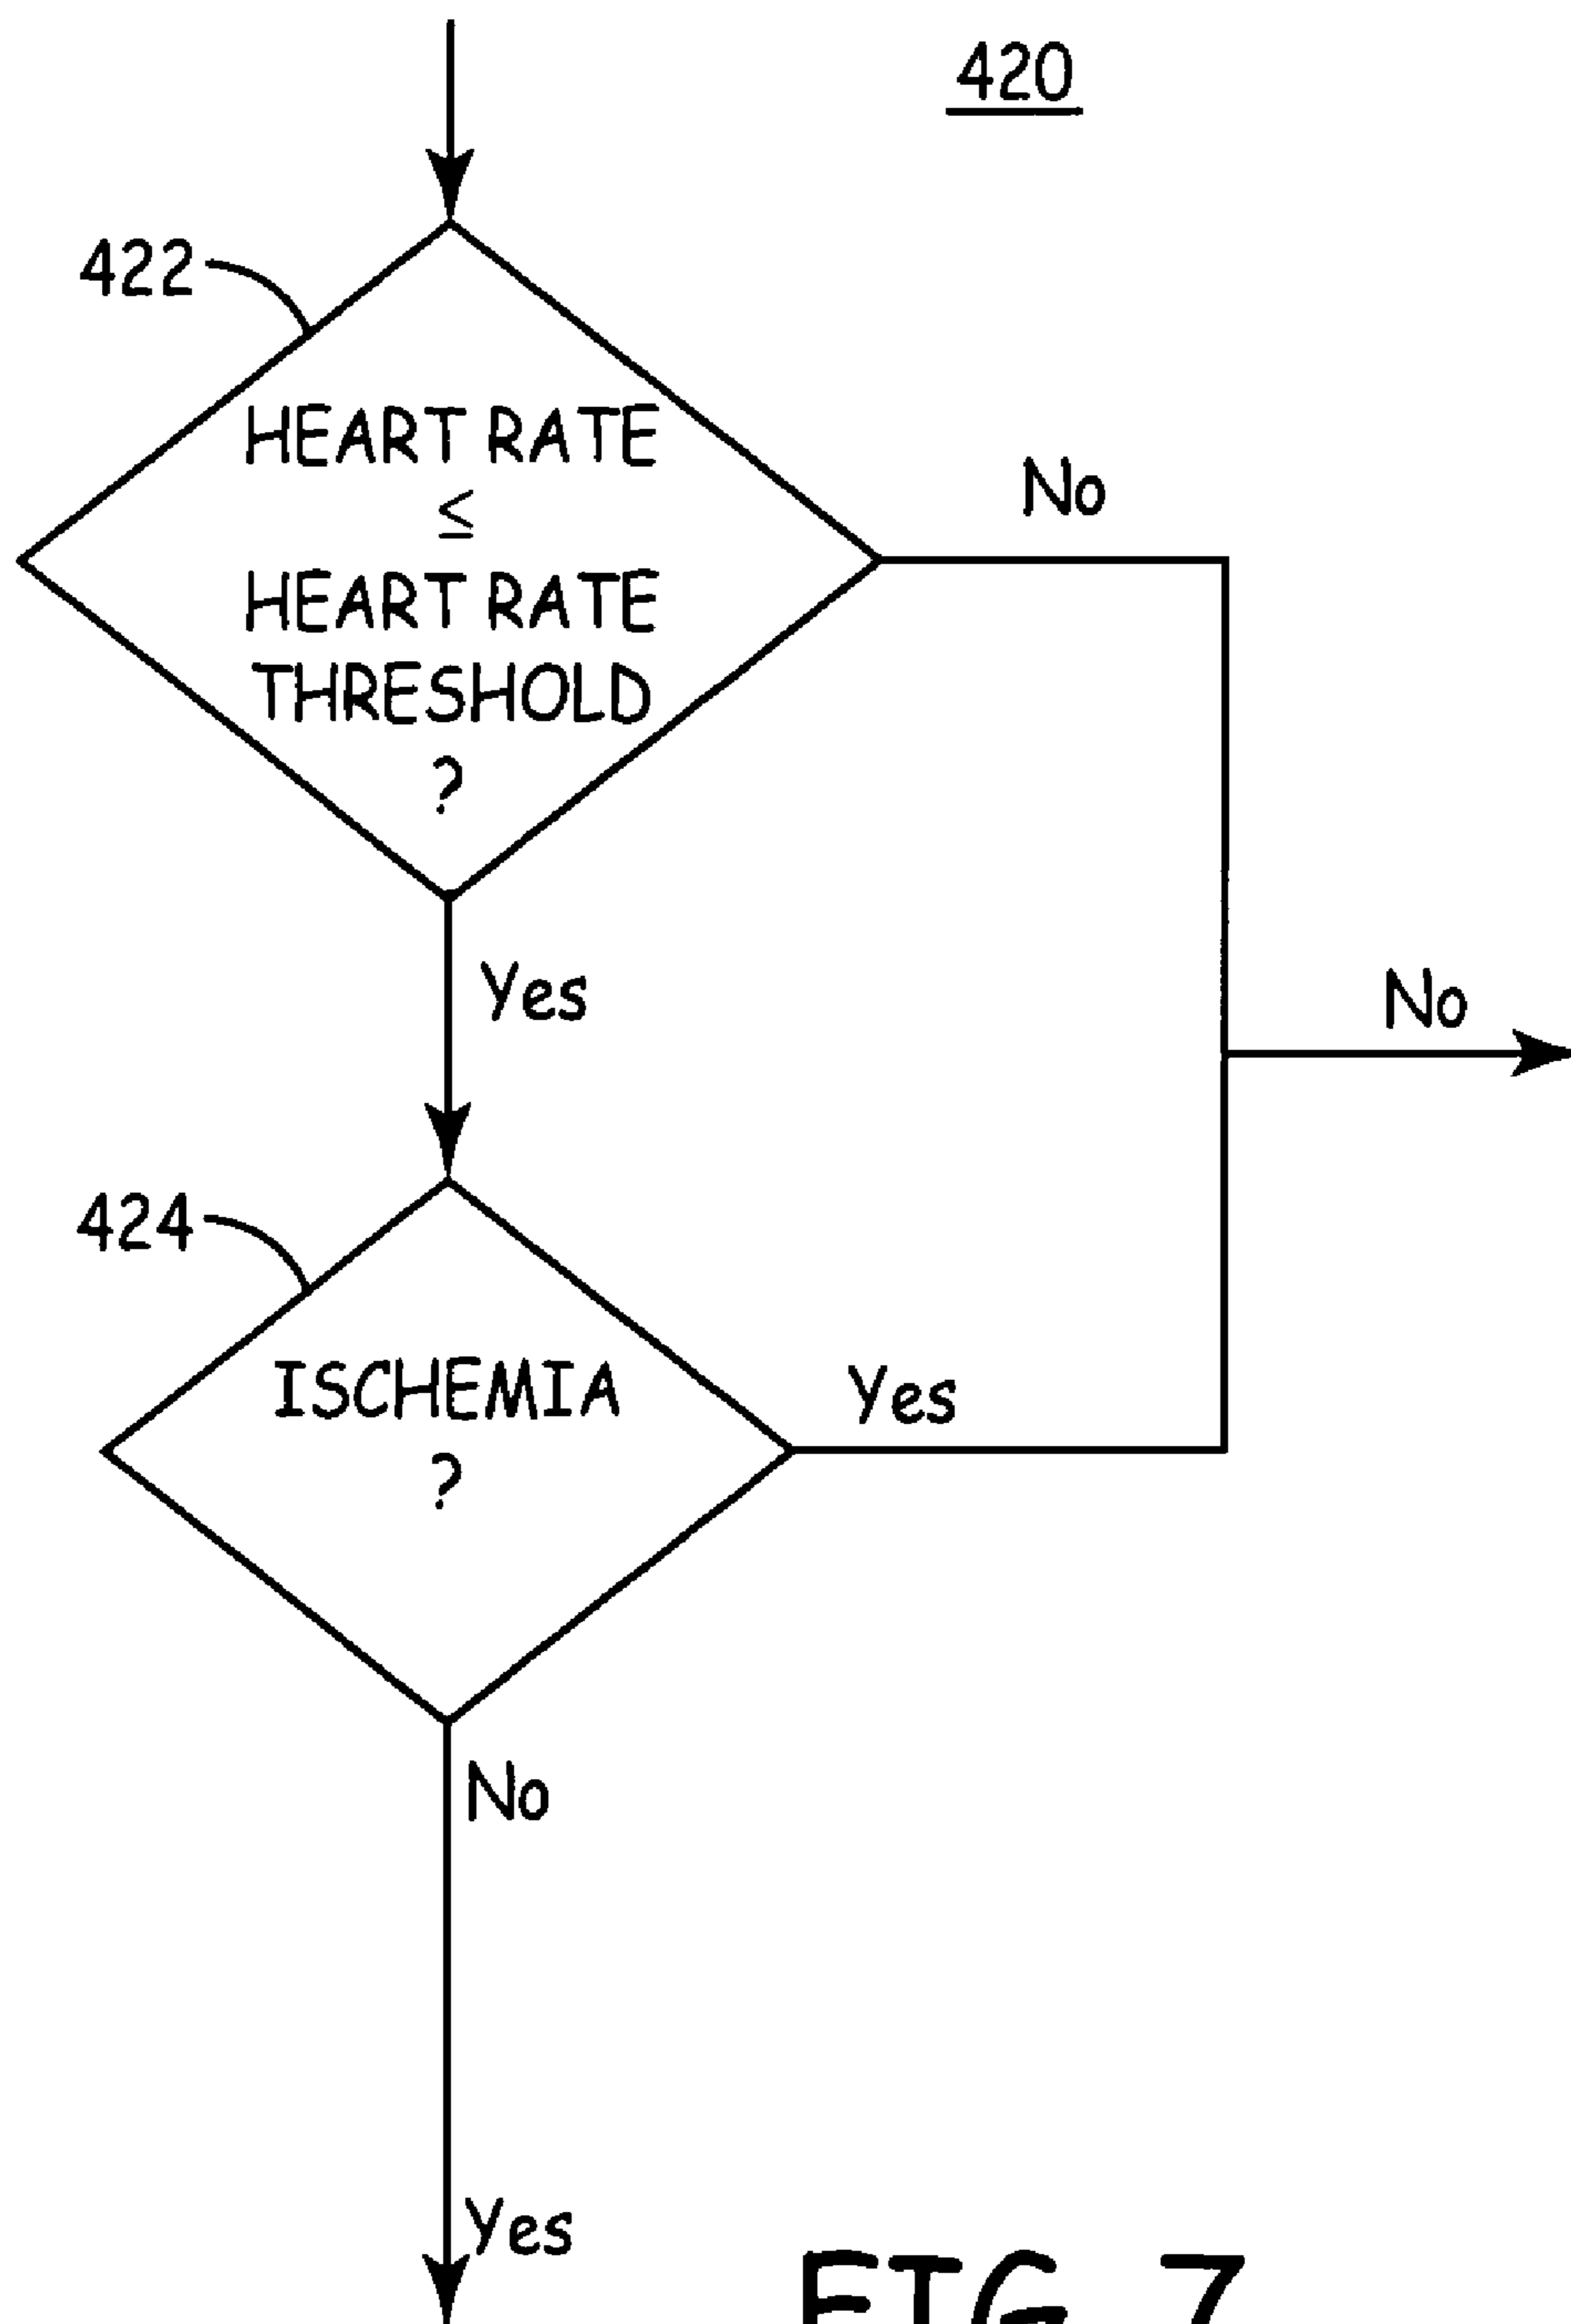 420
422
HEART RATE
≤
HEART RATE
THRESHOLD
?
No
Yes
No
424
ISCHEMIA
?
Yes
No
Yes
FIG. 7